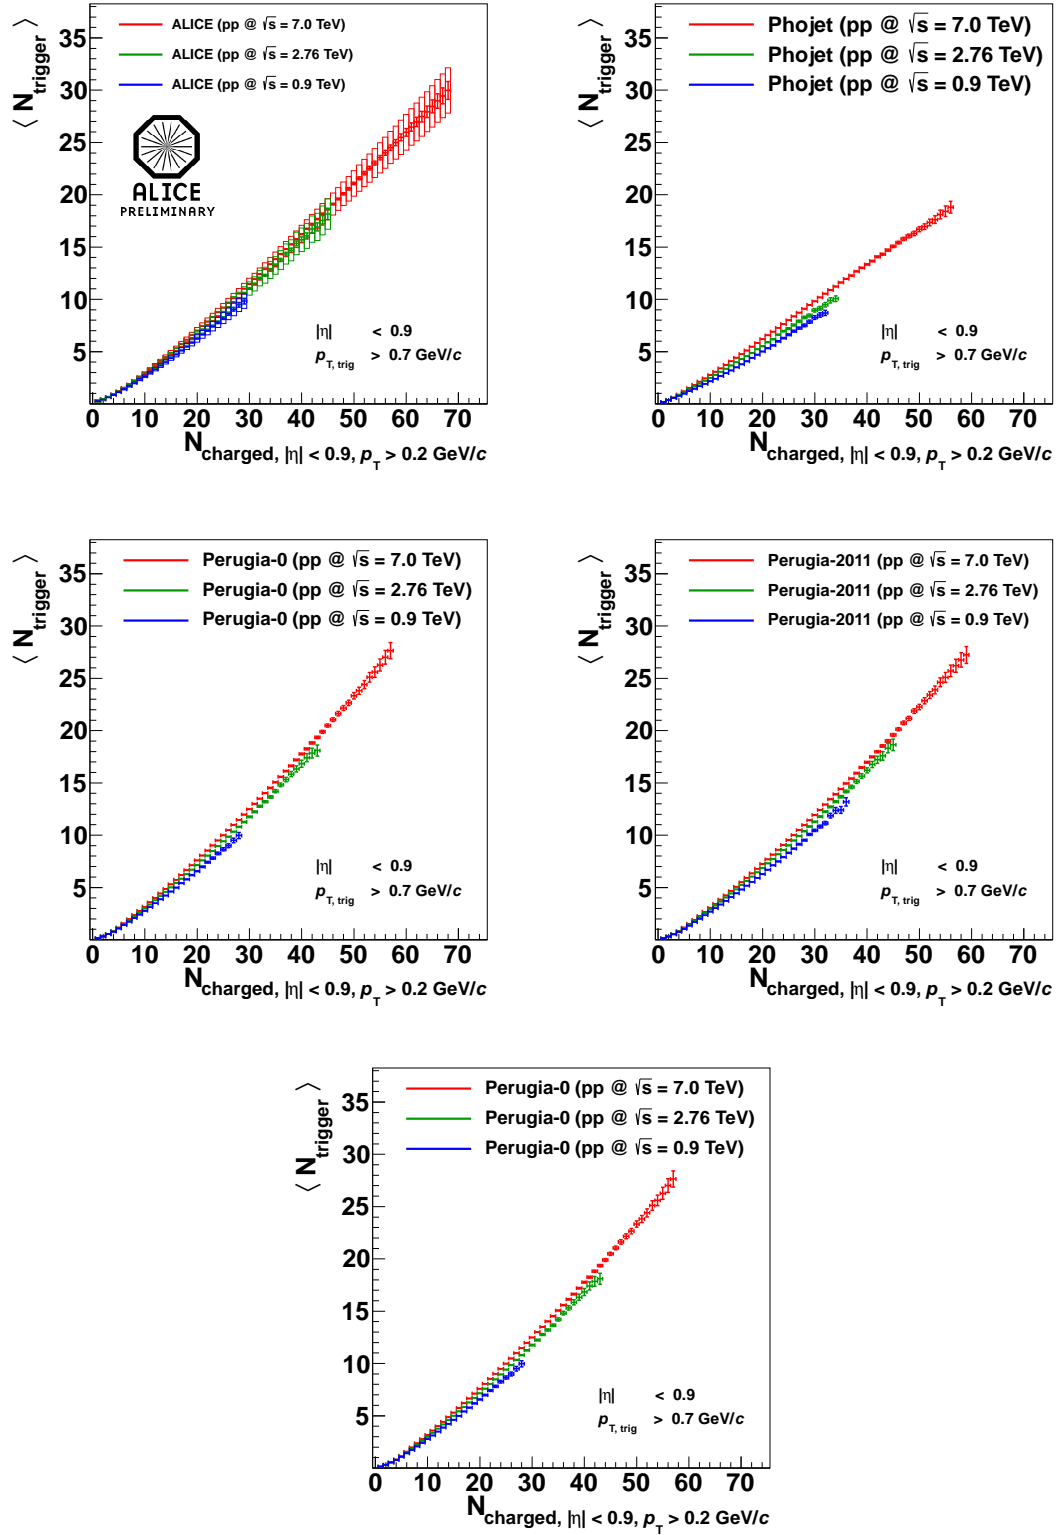 ALICE (pp @ √s = 7.0 TeV)
ALICE (pp @ √s = 2.76 TeV)
ALICE (pp @ √s = 0.9 TeV)
⟨ N_trigger ⟩
35
30
25
20
15
10
5
ALICE
PRELIMINARY
|η| < 0.9
p_T, trig > 0.7 GeV/c
0 10 20 30 40 50 60 70
N_charged, |η| < 0.9, p_T > 0.2 GeV/c
Phojet (pp @ √s = 7.0 TeV)
Phojet (pp @ √s = 2.76 TeV)
Phojet (pp @ √s = 0.9 TeV)
⟨ N_trigger ⟩
35
30
25
20
15
10
5
|η| < 0.9
p_T, trig > 0.7 GeV/c
0 10 20 30 40 50 60 70
N_charged, |η| < 0.9, p_T > 0.2 GeV/c
Perugia-0 (pp @ √s = 7.0 TeV)
Perugia-0 (pp @ √s = 2.76 TeV)
Perugia-0 (pp @ √s = 0.9 TeV)
⟨ N_trigger ⟩
35
30
25
20
15
10
5
|η| < 0.9
p_T, trig > 0.7 GeV/c
0 10 20 30 40 50 60 70
N_charged, |η| < 0.9, p_T > 0.2 GeV/c
Perugia-2011 (pp @ √s = 7.0 TeV)
Perugia-2011 (pp @ √s = 2.76 TeV)
Perugia-2011 (pp @ √s = 0.9 TeV)
⟨ N_trigger ⟩
35
30
25
20
15
10
5
|η| < 0.9
p_T, trig > 0.7 GeV/c
0 10 20 30 40 50 60 70
N_charged, |η| < 0.9, p_T > 0.2 GeV/c
Perugia-0 (pp @ √s = 7.0 TeV)
Perugia-0 (pp @ √s = 2.76 TeV)
Perugia-0 (pp @ √s = 0.9 TeV)
⟨ N_trigger ⟩
35
30
25
20
15
10
5
|η| < 0.9
p_T, trig > 0.7 GeV/c
0 10 20 30 40 50 60 70
N_charged, |η| < 0.9, p_T > 0.2 GeV/c